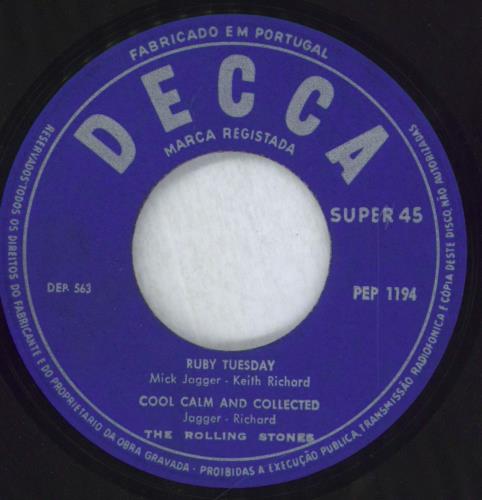 FABRICADO EM PORTUGAL
DECCA
MARCA REGISTADA
SUPER 45
DEP. 563
PEP 1194
RUBY TUESDAY
Mick Jagger - Keith Richard
COOL CALM AND COLLECTED
Jagger - Richard
THE ROLLING STONES
RESERVADOS TODOS OS DIREITOS DO FABRICANTE E DO PROPRIETARIO DA OBRA GRAVADA - PROIBIDAS A EXECUÇÃO PUBLICA, TRANSMISSÃO RADIOFONICA E CÓPIA DESTE DISCO, NÃO AUTORIZADAS